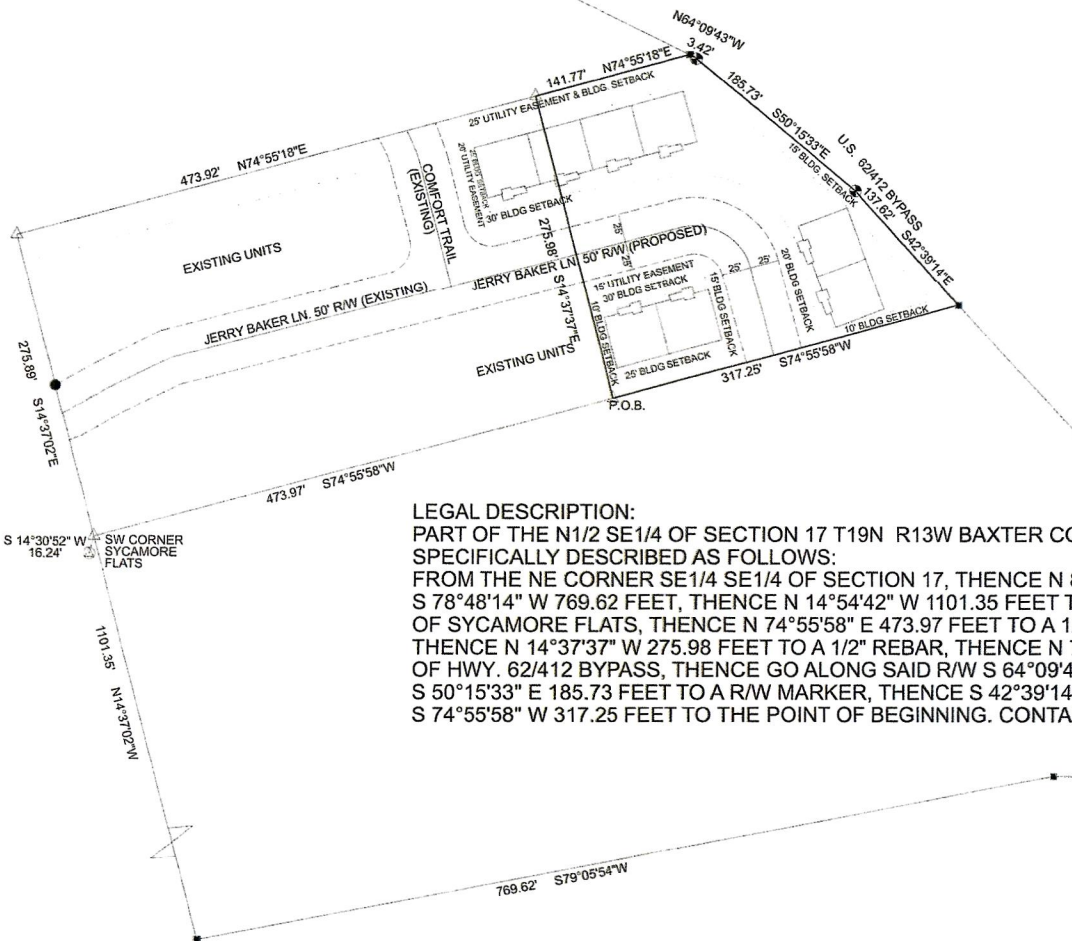 N64°09'43"W
3.42'
141.77' N74°55'18"E
25' UTILITY EASEMENT & BLDG. SETBACK
185.73' S50°15'33"E
U.S. 62/412 BYPASS
15' BLDG. SETBACK
137.62' S42°39'14"E
473.92' N74°55'18"E
COMFORT TRAIL
(EXISTING)
25' BLDG SETBACK
20' UTILITY EASEMENT
30' BLDG SETBACK
EXISTING UNITS
275.98' S14°37'37"E
25'
25'
JERRY BAKER LN. 50' R/W (PROPOSED)
JERRY BAKER LN. 50' R/W (EXISTING)
15' UTILITY EASEMENT
30' BLDG SETBACK
25' 25'
20' BLDG SETBACK
15' BLDG SETBACK
10' BLDG SETBACK
10' BLDG SETBACK
25' BLDG SETBACK
EXISTING UNITS
317.25' S74°55'58"W
P.O.B.
275.89' S14°37'02"E
473.97' S74°55'58"W
S 14°30'52" W
16.24'
SW CORNER
SYCAMORE
FLATS
LEGAL DESCRIPTION:
PART OF THE N1/2 SE1/4 OF SECTION 17 T19N R13W BAXTER CO
SPECIFICALLY DESCRIBED AS FOLLOWS:
FROM THE NE CORNER SE1/4 SE1/4 OF SECTION 17, THENCE N
S 78°48'14" W 769.62 FEET, THENCE N 14°54'42" W 1101.35 FEET T
OF SYCAMORE FLATS, THENCE N 74°55'58" E 473.97 FEET TO A 1
THENCE N 14°37'37" W 275.98 FEET TO A 1/2" REBAR, THENCE N
OF HWY. 62/412 BYPASS, THENCE GO ALONG SAID R/W S 64°09'4
S 50°15'33" E 185.73 FEET TO A R/W MARKER, THENCE S 42°39'14
S 74°55'58" W 317.25 FEET TO THE POINT OF BEGINNING. CONTA
1101.35' N14°37'02"W
769.62' S79°05'54"W